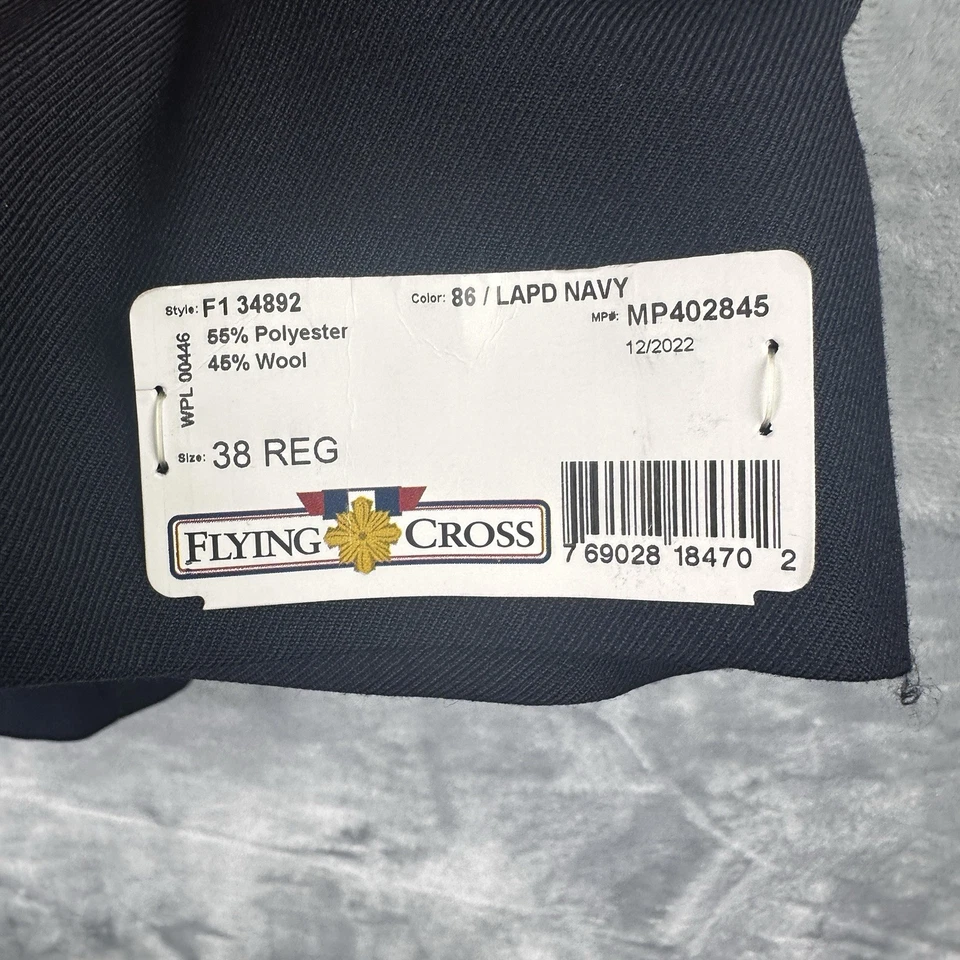 Style: F1 34892
Color: 86 / LAPD NAVY
MP#: MP402845
12/2022
55% Polyester
45% Wool
WPL 00446
Size: 38 REG
FLYING CROSS
7 69028 18470 2